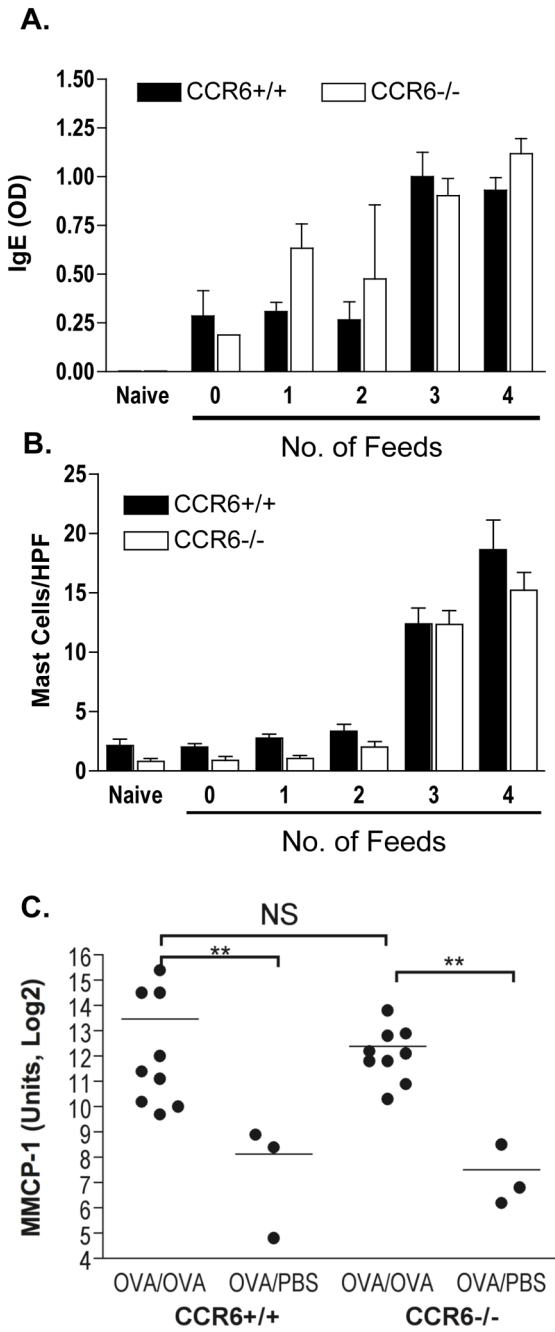 A.
1.50
1.25
1.00
0.75
0.50
0.25
0.00
IgE (OD)
CCR6+/+ CCR6-/-
Naive 0 1 2 3 4
No. of Feeds
B.
25
20
15
10
5
0
Mast Cells/HPF
CCR6+/+
CCR6-/-
Naive 0 1 2 3 4
No. of Feeds
C.
NS
** **
16
15
14
13
12
11
10
9
8
7
6
5
4
MMCP-1 (Units, Log2)
OVA/OVA OVA/PBS OVA/OVA OVA/PBS
CCR6+/+ CCR6-/-